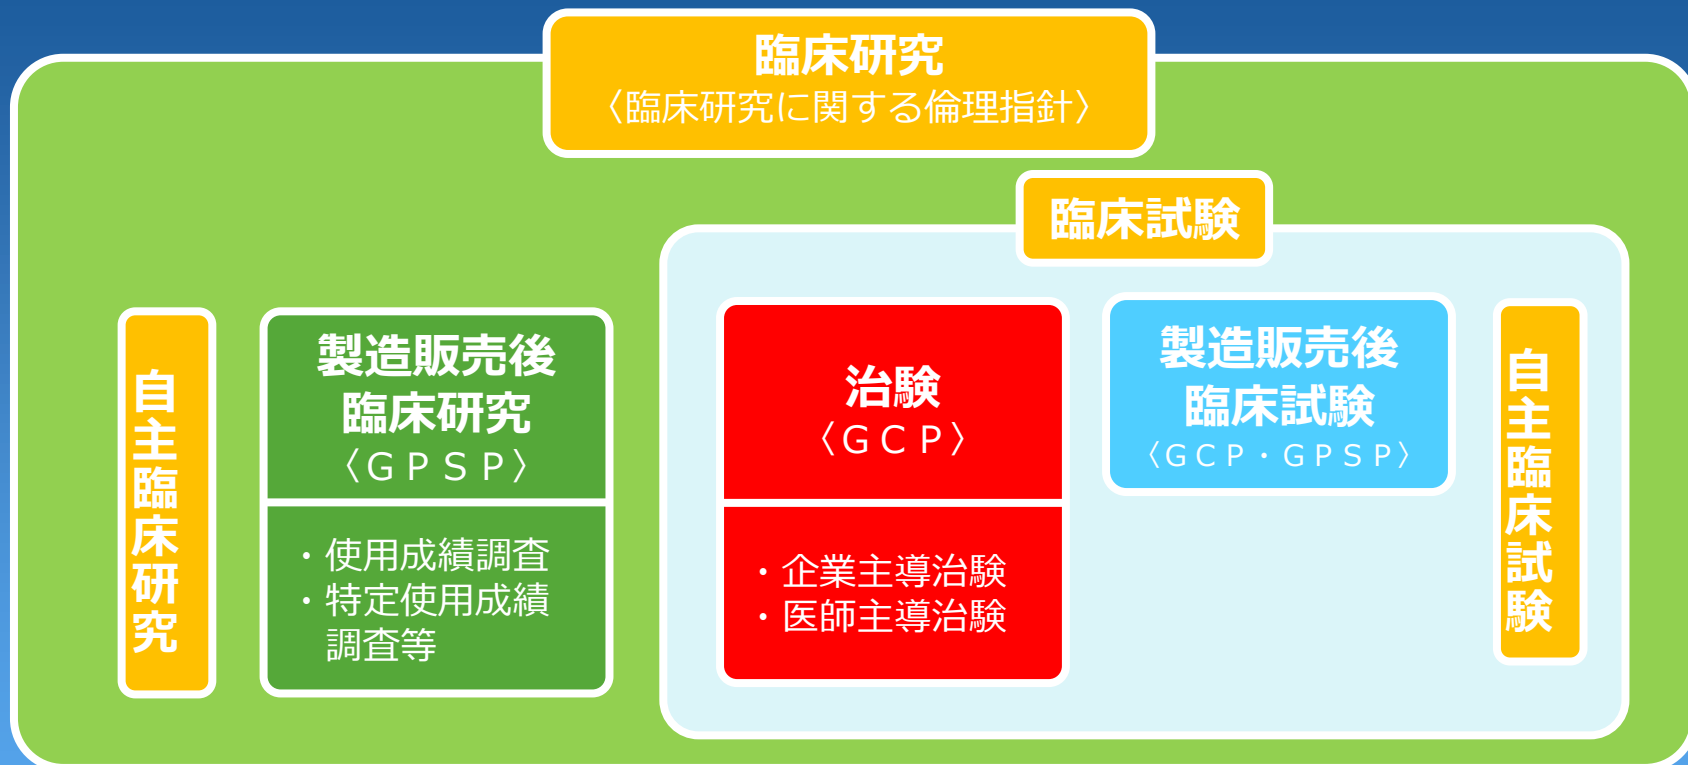 臨床研究
〈臨床研究に関する倫理指針〉
臨床試験
自主臨床研究
製造販売後
臨床研究
〈ＧＰＳＰ〉
・使用成績調査
・特定使用成績
調査等
治験
〈ＧＣＰ〉
・企業主導治験
・医師主導治験
製造販売後
臨床試験
〈ＧＣＰ・ＧＰＳＰ〉
自主臨床試験